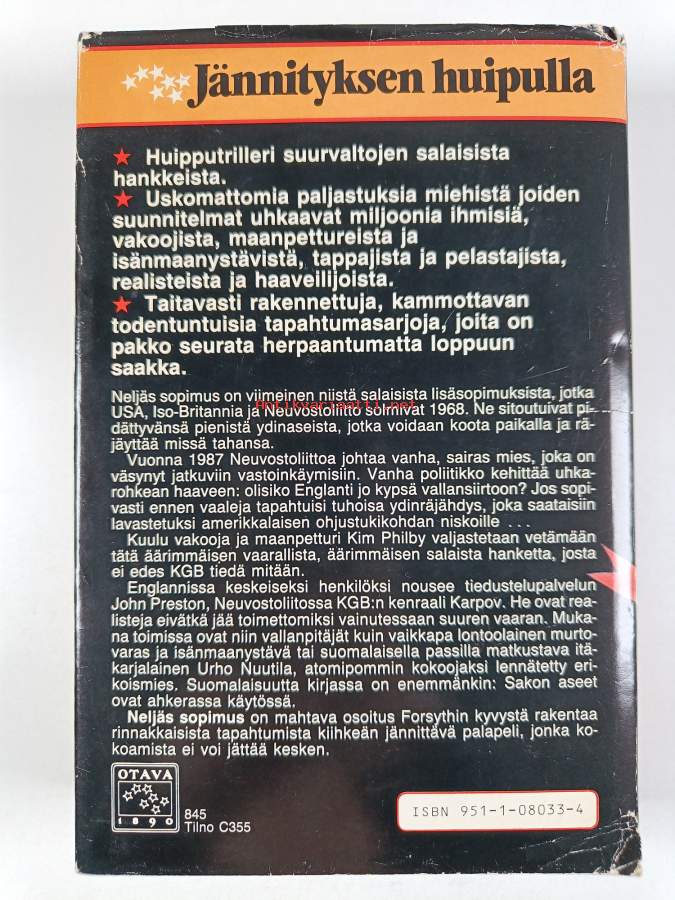 Jännityksen huipulla
★ Huipputrilleri suurvaltojen salaisista
hankkeista.
★ Uskomattomia paljastuksia miehistä joiden
suunnitelmat uhkaavat miljoonia ihmisiä,
vakoojista, maanpettureista ja
isänmaanystävistä, tappajista ja pelastajista,
realisteista ja haaveilijoista.
★ Taitavasti rakennettuja, kammottavan
todentuntuisia tapahtumasarjoja, joita on
pakko seurata herpaantumatta loppuun
saakka.
Neljäs sopimus on viimeinen niistä salaisista lisäsopimuksista, jotka
Antikvariaatti.net
USA, Iso-Britannia ja Neuvostoliitto solmivat 1968. Ne sitoutuivat pi-
dättyvänsä pienistä ydinaseista, jotka voidaan koota paikalla ja rä-
jäyttää missä tahansa.
Vuonna 1987 Neuvostoliittoa johtaa vanha, sairas mies, joka on
väsynyt jatkuviin vastoinkäymisiin. Vanha poliitikko kehittää uhka-
rohkean haaveen: olisiko Englanti jo kypsä vallansiirtoon? Jos sopi-
vasti ennen vaaleja tapahtuisi tuhoisa ydinräjähdys, joka saataisiin
lavastetuksi amerikkalaisen ohjustukikohdan niskoille ...
Kuulu vakooja ja maanpetturi Kim Philby valjastetaan vetämään
tätä äärimmäisen vaarallista, äärimmäisen salaista hanketta, josta
ei edes KGB tiedä mitään.
Englannissa keskeiseksi henkilöksi nousee tiedustelupalvelun
John Preston, Neuvostoliitossa KGB:n kenraali Karpov. He ovat rea-
listeja eivätkä jää toimettomiksi vainutessaan suuren vaaran. Muka-
na toimissa ovat niin vallanpitäjät kuin vaikkapa lontoolainen murto-
varas ja isänmaanystävä tai suomalaisella passilla matkustava itä-
karjalainen Urho Nuutila, atomipommin kokoojaksi lennätetty eri-
koismies. Suomalaisuutta kirjassa on enemmänkin: Sakon aseet
ovat ahkerassa käytössä.
Neljäs sopimus on mahtava osoitus Forsythin kyvystä rakentaa
rinnakkaisista tapahtumista kiihkeän jännittävä palapeli, jonka ko-
koamista ei voi jättää kesken.
OTAVA
1890
845
Tilno C355
ISBN 951-1-08033-4